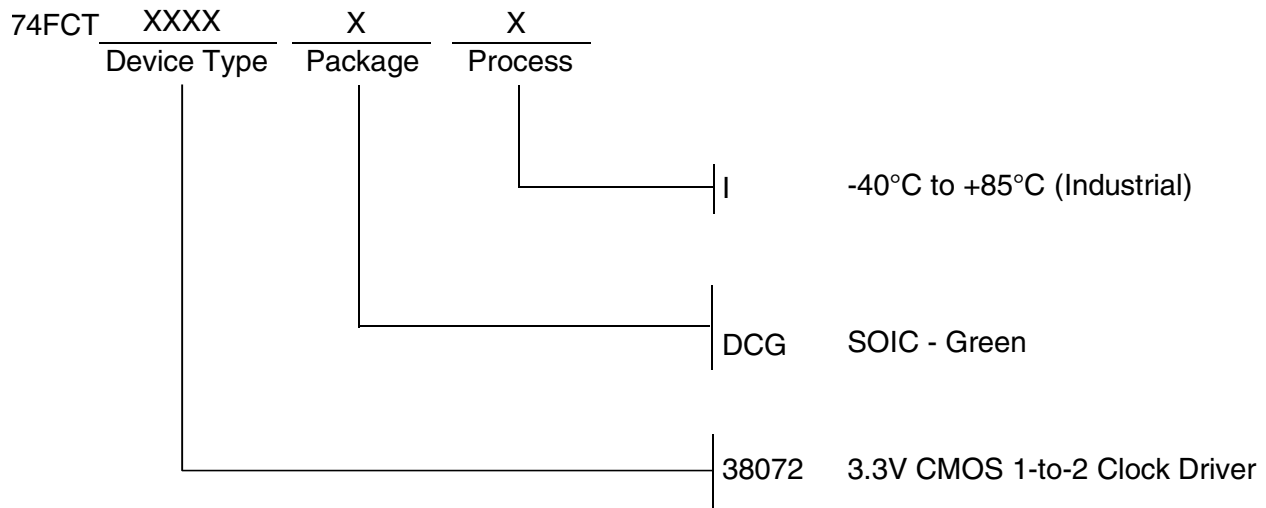 74FCT XXXX X X
Device Type Package Process
I -40°C to +85°C (Industrial)
DCG SOIC - Green
38072 3.3V CMOS 1-to-2 Clock Driver